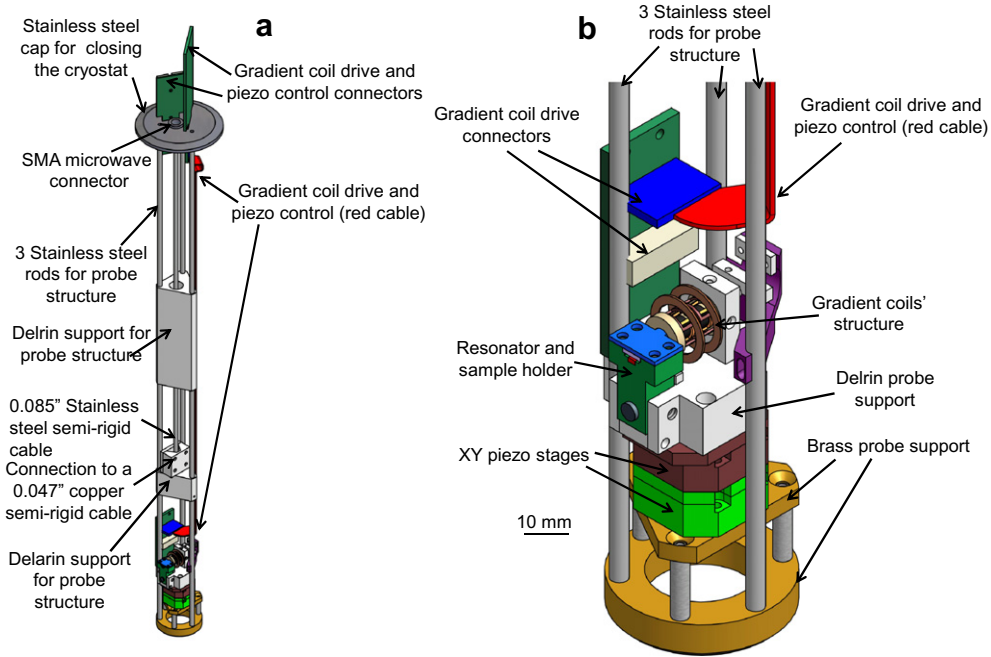 a
Stainless steel
cap for closing
the cryostat
Gradient coil drive and
piezo control connectors
SMA microwave
connector
Gradient coil drive and
piezo control (red cable)
3 Stainless steel
rods for probe
structure
Delrin support for
probe structure
0.085” Stainless
steel semi-rigid
cable
Connection to a
0.047” copper
semi-rigid cable
Delarin support
for probe
structure
b
3 Stainless steel
rods for probe
structure
Gradient coil drive
connectors
Gradient coil drive and
piezo control (red cable)
Gradient coils’
structure
Resonator and
sample holder
Delrin probe
support
XY piezo stages
Brass probe support
10 mm